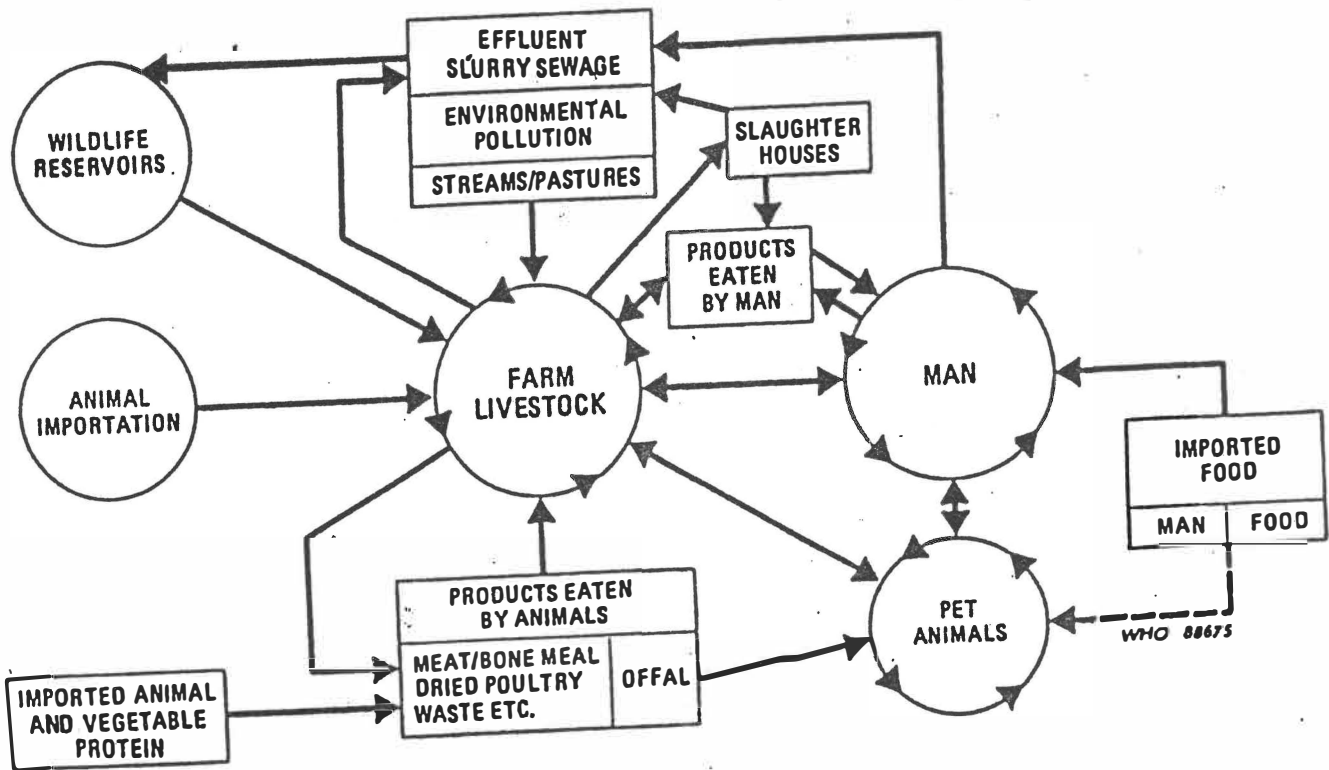 EFFLUENT
SLURRY SEWAGE
ENVIRONMENTAL
POLLUTION
STREAMS/PASTURES
WILDLIFE
RESERVOIRS
SLAUGHTER
HOUSES
PRODUCTS
EATEN
BY MAN
ANIMAL
IMPORTATION
FARM
LIVESTOCK
MAN
IMPORTED
FOOD
MAN
FOOD
PRODUCTS EATEN
BY ANIMALS
MEAT/BONE MEAL
DRIED POULTRY
WASTE ETC.
OFFAL
PET
ANIMALS
WHO 88675
IMPORTED ANIMAL
AND VEGETABLE
PROTEIN